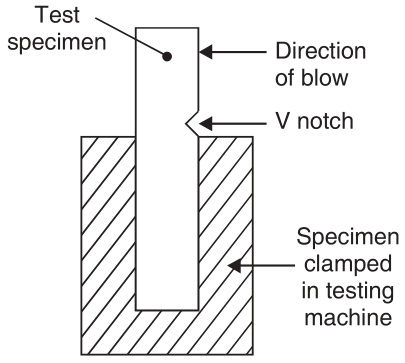 Test
specimen
Direction
of blow
V notch
Specimen
clamped
in testing
machine